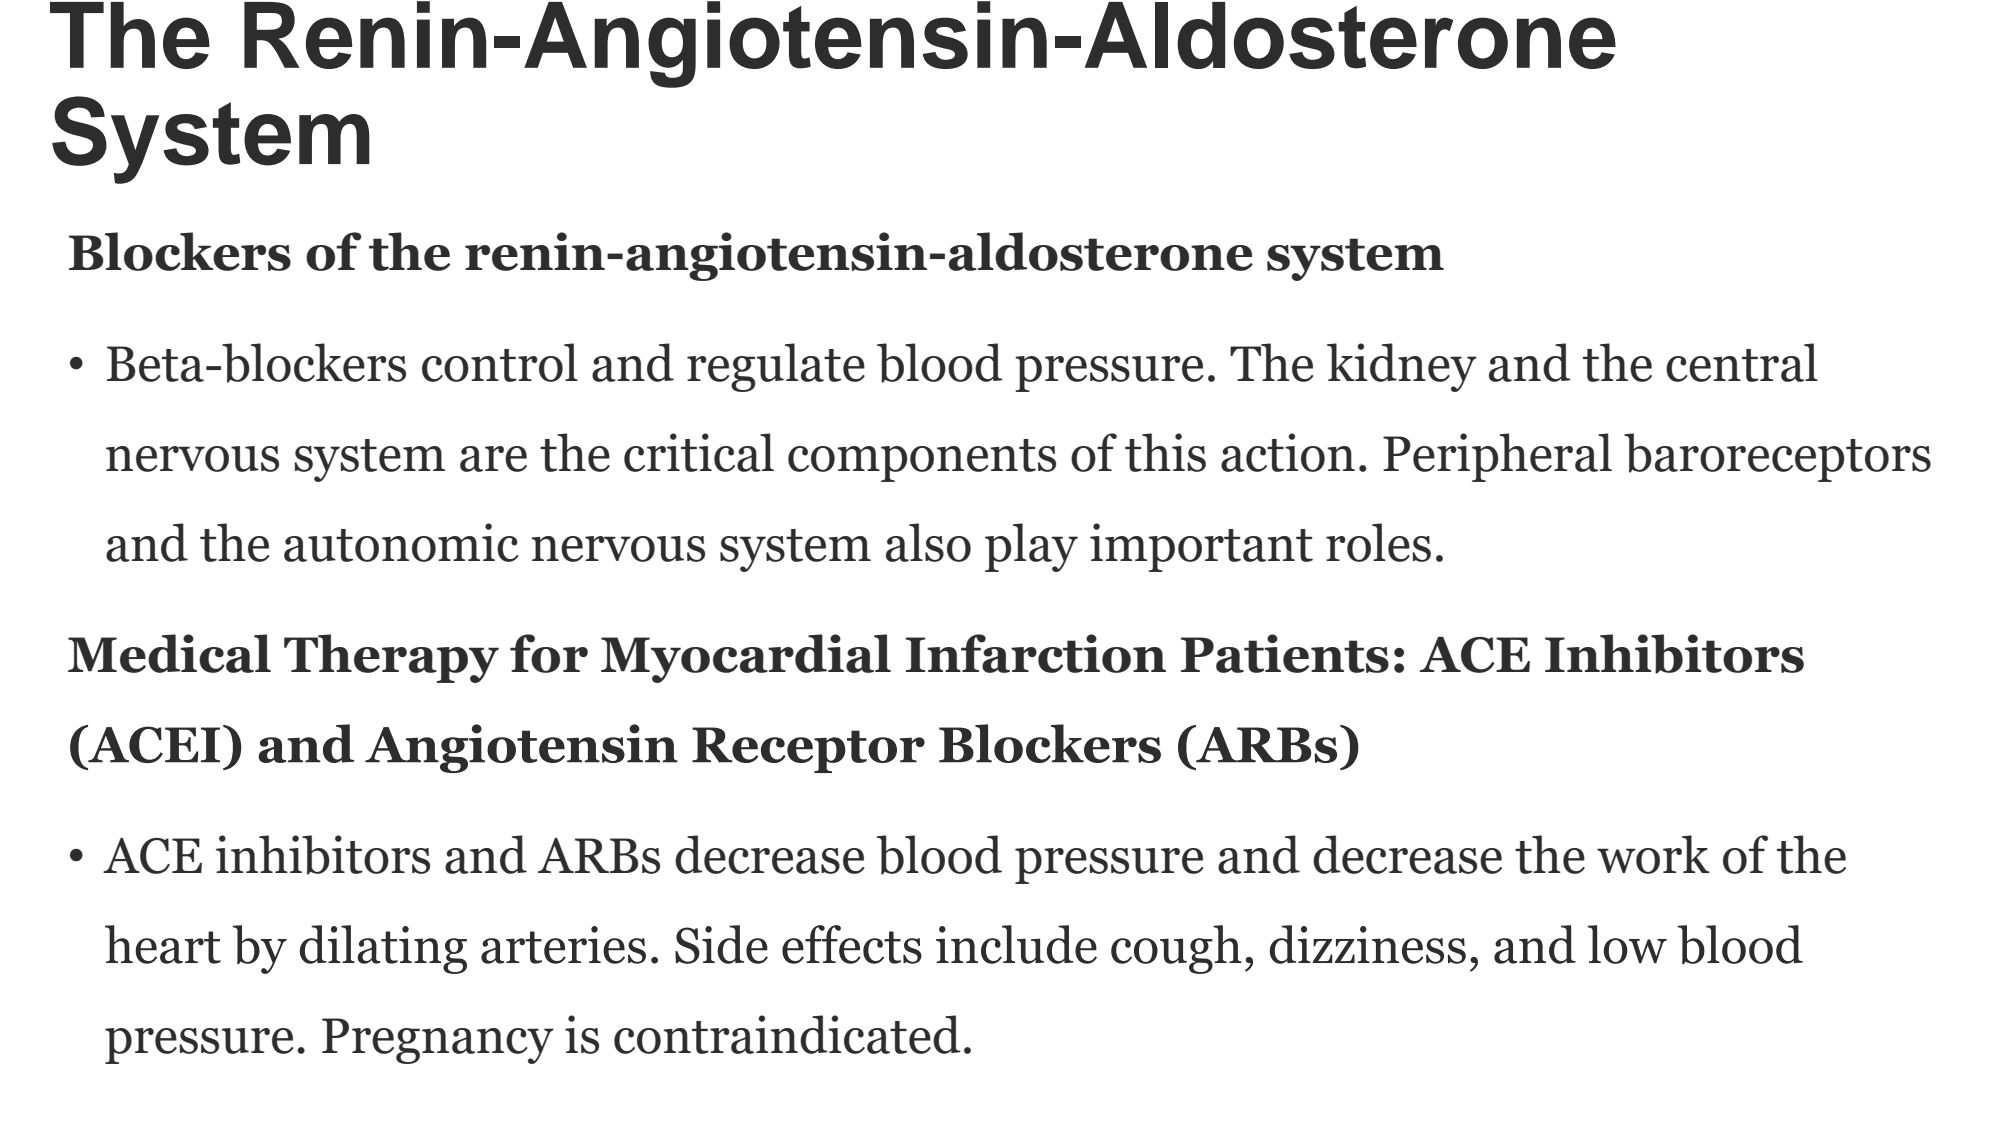 The Renin-Angiotensin-Aldosterone
System
Blockers of the renin-angiotensin-aldosterone system
• Beta-blockers control and regulate blood pressure. The kidney and the central
nervous system are the critical components of this action. Peripheral baroreceptors
and the autonomic nervous system also play important roles.
Medical Therapy for Myocardial Infarction Patients: ACE Inhibitors
(ACEI) and Angiotensin Receptor Blockers (ARBs)
• ACE inhibitors and ARBs decrease blood pressure and decrease the work of the
heart by dilating arteries. Side effects include cough, dizziness, and low blood
pressure. Pregnancy is contraindicated.